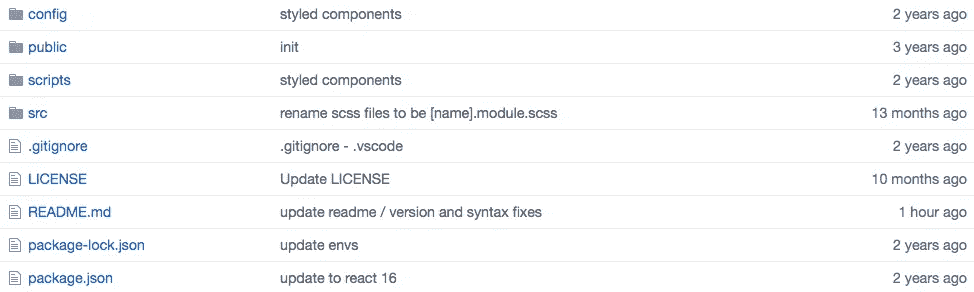 config styled components 2 years ago
public init 3 years ago
scripts styled components 2 years ago
src rename scss files to be [name].module.scss 13 months ago
.gitignore .gitignore - .vscode 2 years ago
LICENSE Update LICENSE 10 months ago
README.md update readme / version and syntax fixes 1 hour ago
package-lock.json update envs 2 years ago
package.json update to react 16 2 years ago